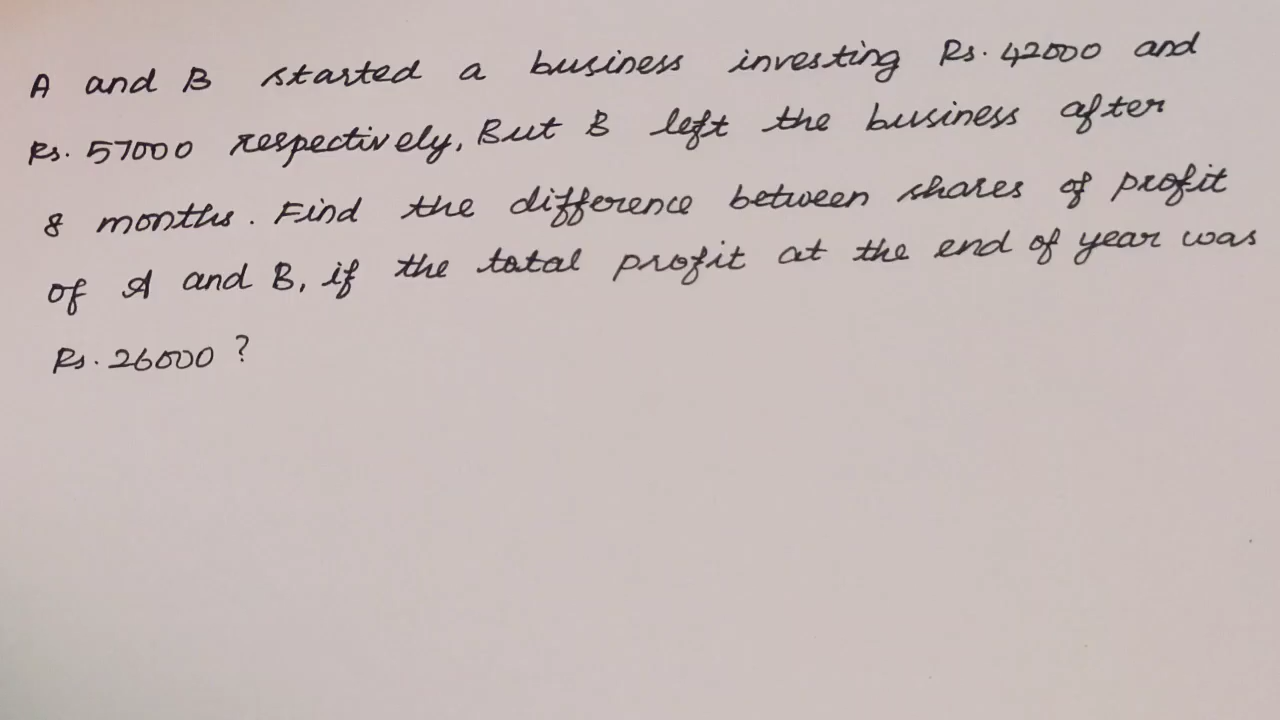 A and B started a business investing Rs. 42000 and
Rs. 57000 respectively, But B left the business after
8 months. Find the difference between shares of profit
of A and B, if the total profit at the end of year was
Rs. 26000 ?